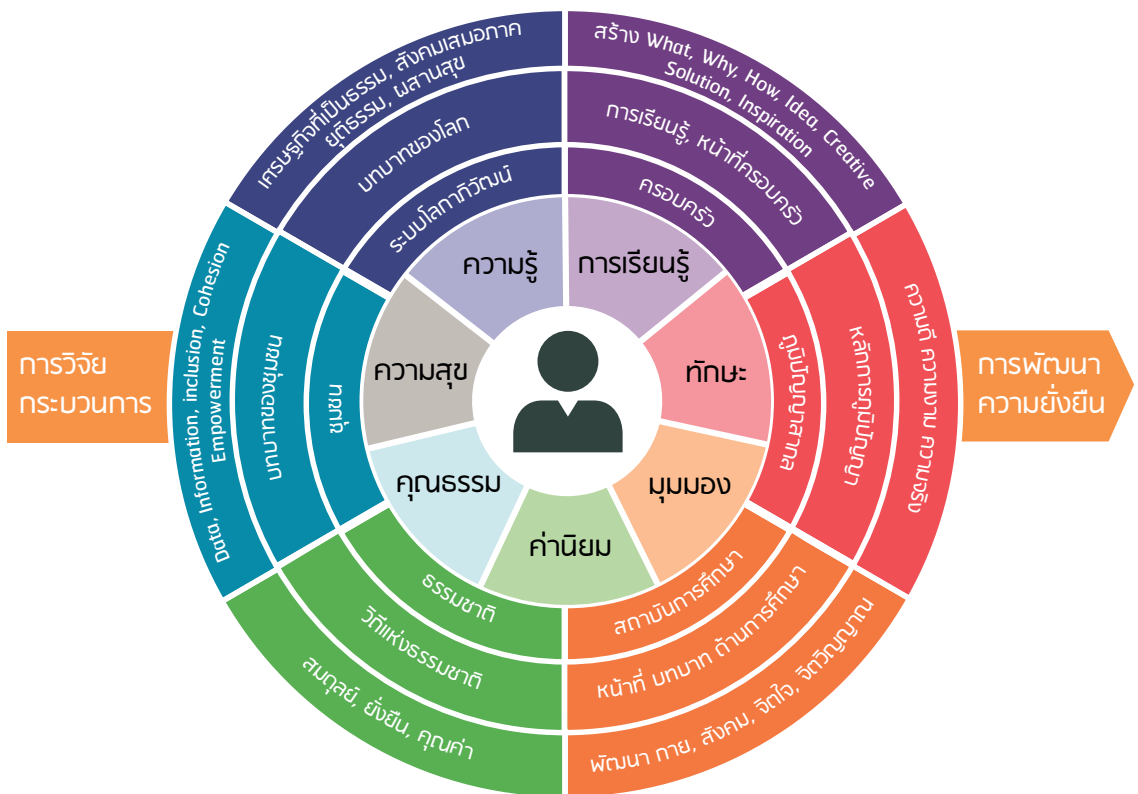 เศรษฐกิจที่เป็นธรรม, สังคมเสมอภาค
ยุติธรรม, ผสานสุข
บทบาทของโลก
ระบบโลกาภิวัฒน์
สร้าง What, Why, How, Idea, Creative
Solution, Inspiration
การเรียนรู้, หน้าที่ครอบครัว
ครอบครัว
ความดี ความงาม ความจริง
หลักการภูมิปัญญา
ภูมิปัญญาสากล
สถาบันการศึกษา
หน้าที่ บทบาท ด้านการศึกษา
พัฒนา กาย, สังคม, จิตใจ, จิตวิญญาณ
ธรรมชาติ
วิถีแห่งธรรมชาติ
สมดุลย์, ยั่งยืน, คุณค่า
Data, Information, inclusion, Cohesion
Empowerment
บทบาทของชุมชน
ชุมชน
ความรู้
การเรียนรู้
ทักษะ
มุมมอง
ค่านิยม
คุณธรรม
ความสุข
การวิจัย
กระบวนการ
การพัฒนา
ความยั่งยืน